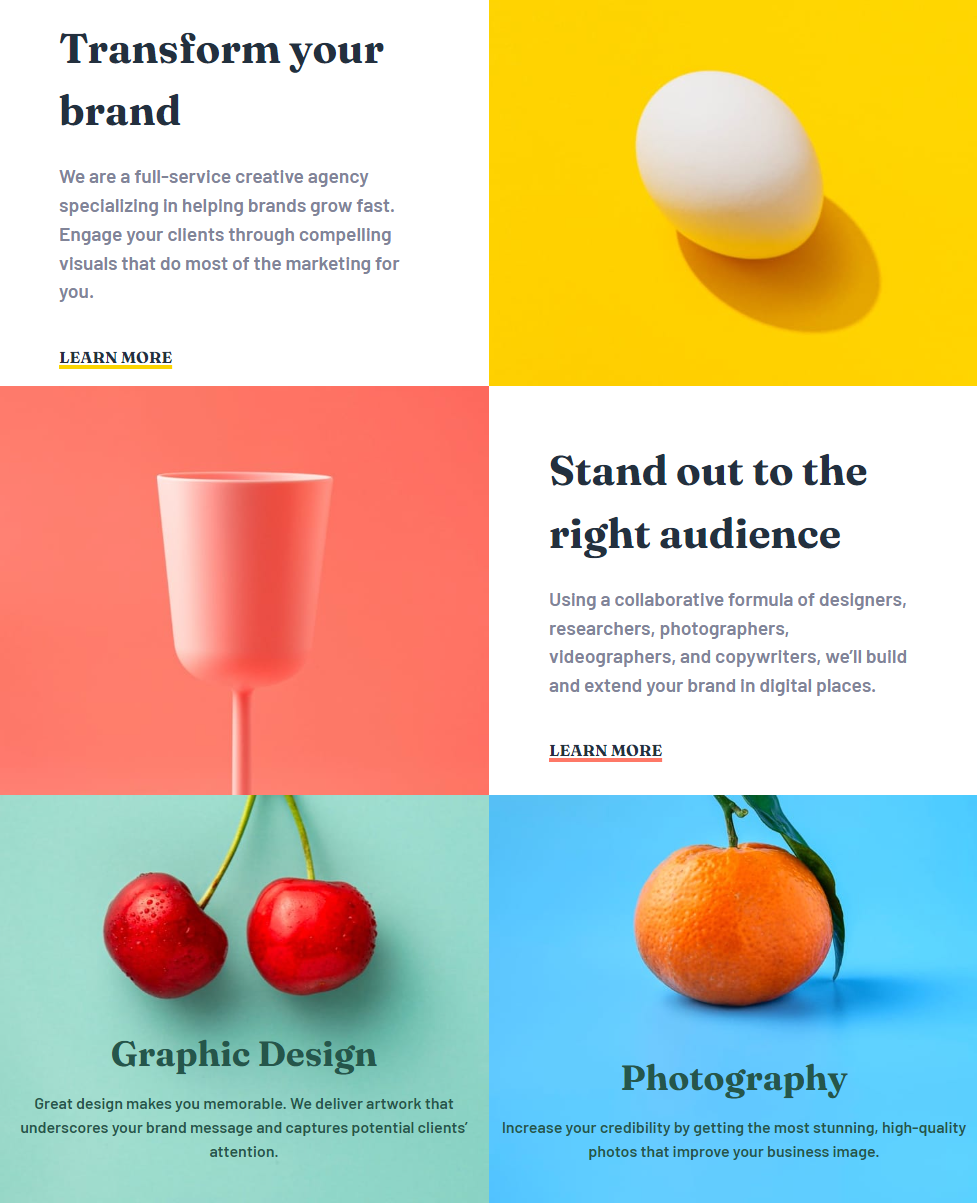 Transform your
brand
We are a full-service creative agency
specializing in helping brands grow fast.
Engage your clients through compelling
visuals that do most of the marketing for
you.
LEARN MORE
Stand out to the
right audience
Using a collaborative formula of designers,
researchers, photographers,
videographers, and copywriters, we’ll build
and extend your brand in digital places.
LEARN MORE
Graphic Design
Great design makes you memorable. We deliver artwork that
underscores your brand message and captures potential clients’
attention.
Photography
Increase your credibility by getting the most stunning, high-quality
photos that improve your business image.